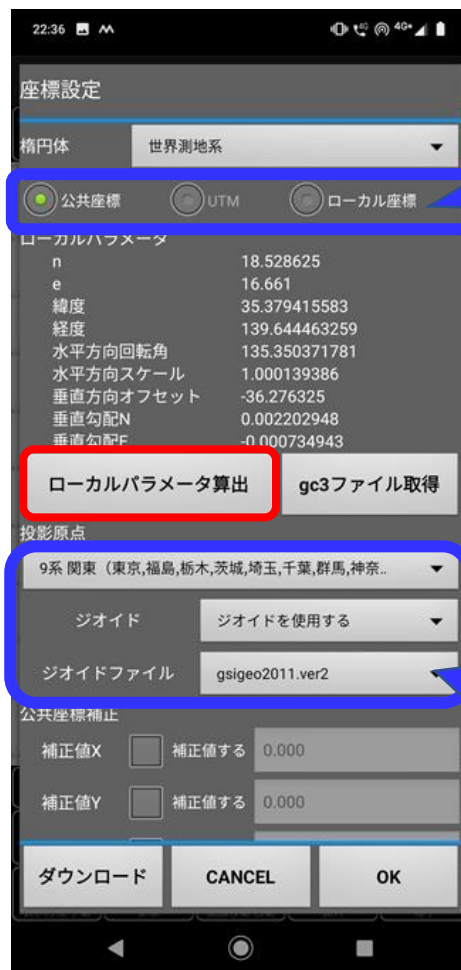 22:36 4G+
座標設定
楕円体 世界測地系
公共座標 UTM ローカル座標
ローカルパラメータ
n 18.528625
e 16.661
緯度 35.379415583
経度 139.644463259
水平方向回転角 135.350371781
水平方向スケール 1.000139386
垂直方向オフセット -36.276325
垂直勾配N 0.002202948
垂直勾配E -0.000734943
ローカルパラメータ算出 gc3ファイル取得
投影原点
9系 関東（東京,福島,栃木,茨城,埼玉,千葉,群馬,神奈..
ジオイド ジオイドを使用する
ジオイドファイル gsigeo2011.ver2
公共座標補正
補正値X 補正値する 0.000
補正値Y 補正値する 0.000
ダウンロード CANCEL OK